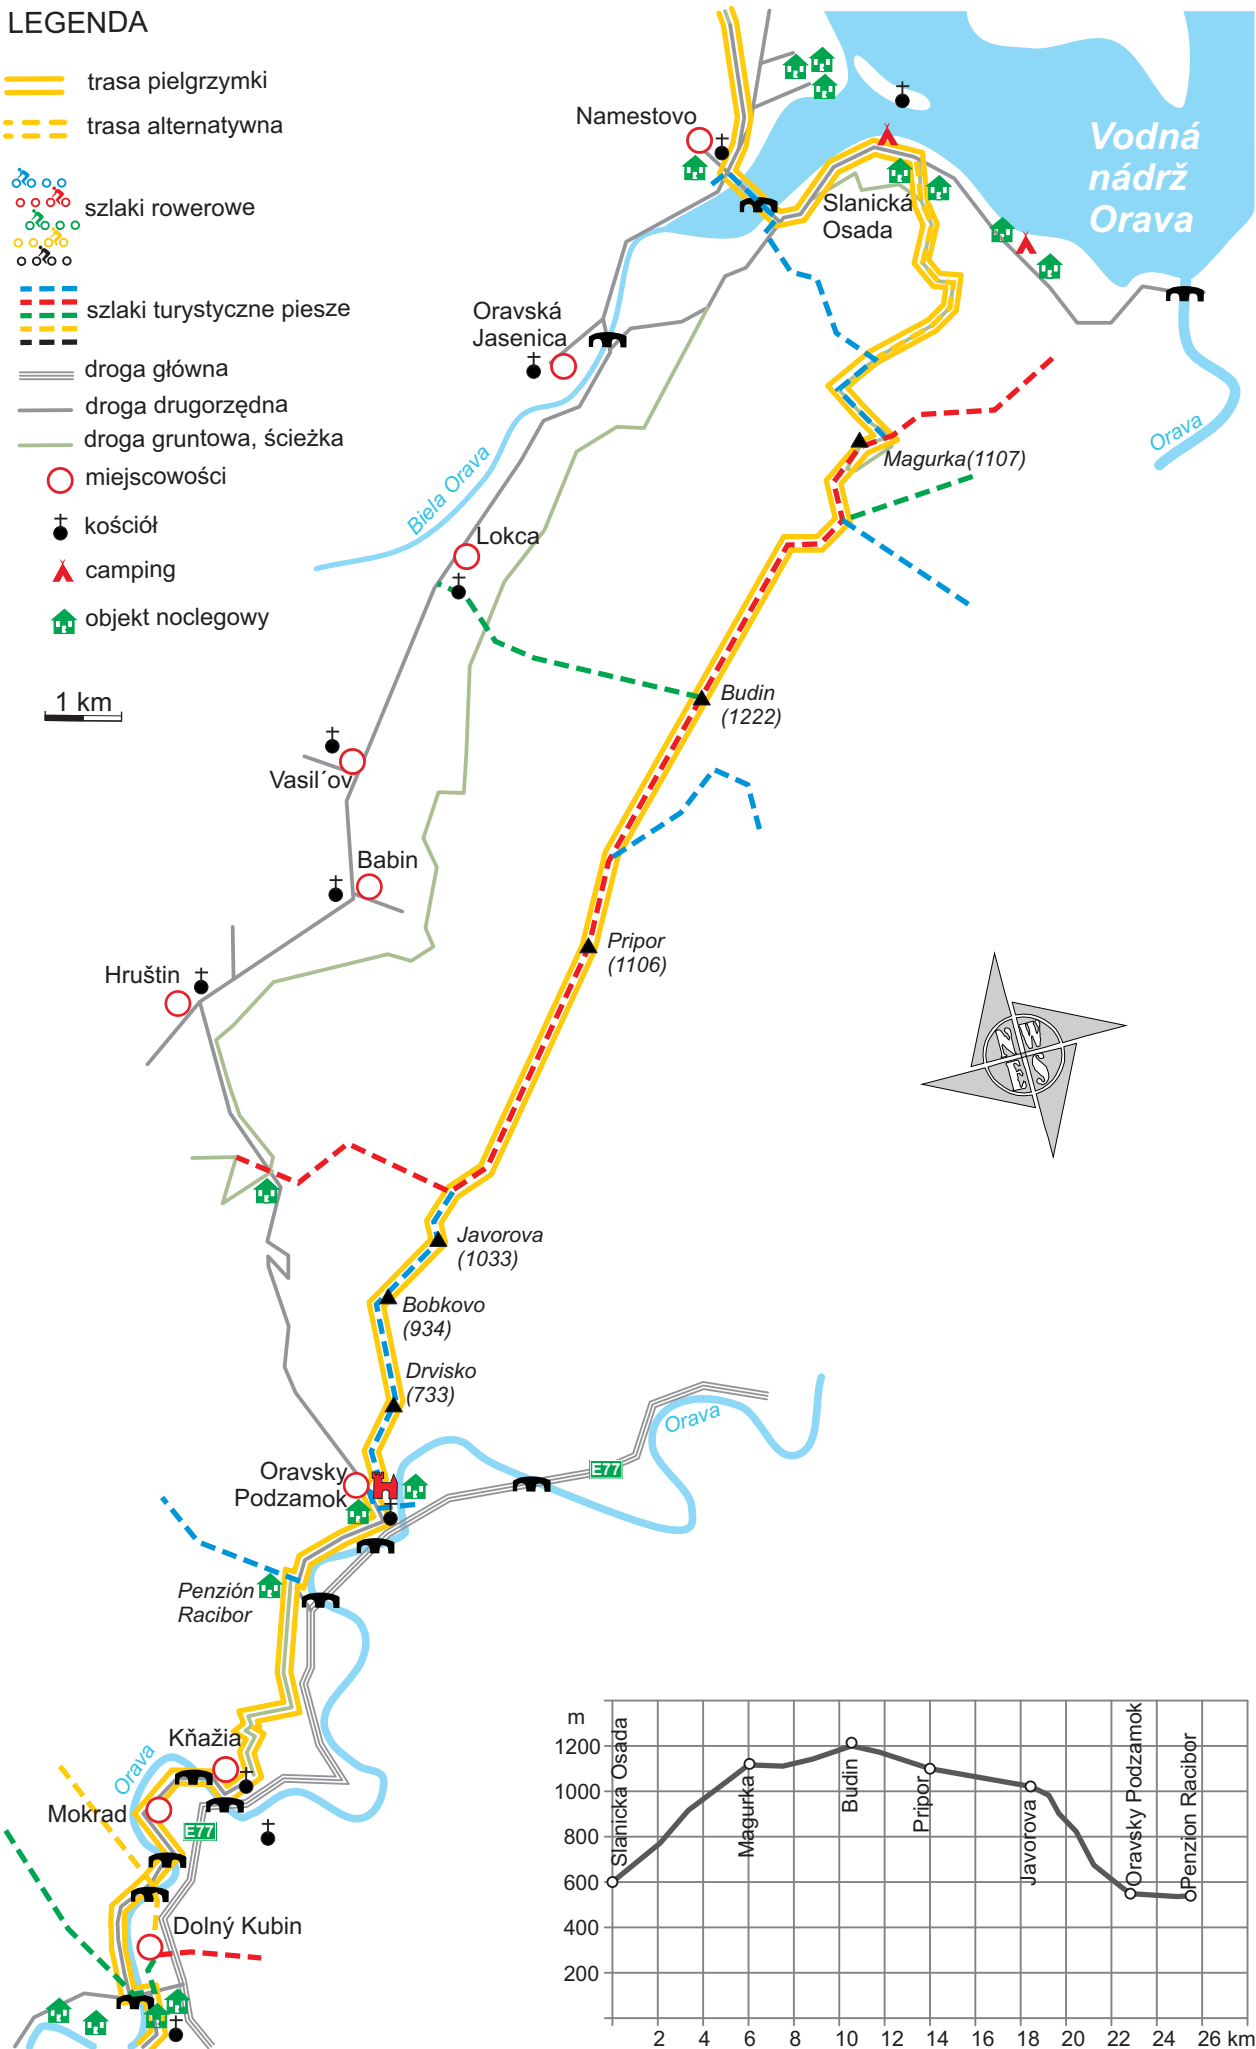 LEGENDA
trasa pielgrzymki
trasa alternatywna
szlaki rowerowe
szlaki turystyczne piesze
droga główna
droga drugorzędna
droga gruntowa, ścieżka
miejscowości
kościół
camping
objekt noclegowy
1 km
Namestovo
Vodná
nádrž
Orava
Slanická
Osada
Oravská
Jasenica
Orava
Biela Orava
Magurka(1107)
Lokca
Budin
(1222)
Vasil´ov
Babin
Pripor
(1106)
Hruštin
N
W
E
S
Javorova
(1033)
Bobkovo
(934)
Drvisko
(733)
Orava
E77
Oravsky
Podzamok
Penzión
Racibor
Kňažia
Orava
Mokrad
E77
Dolný Kubin
m
1200
1000
800
600
400
200
Slanicka Osada
Magurka
Budin
Pripor
Javorova
Oravsky Podzamok
Penzion Racibor
2 4 6 8 10 12 14 16 18 20 22 24 26 km